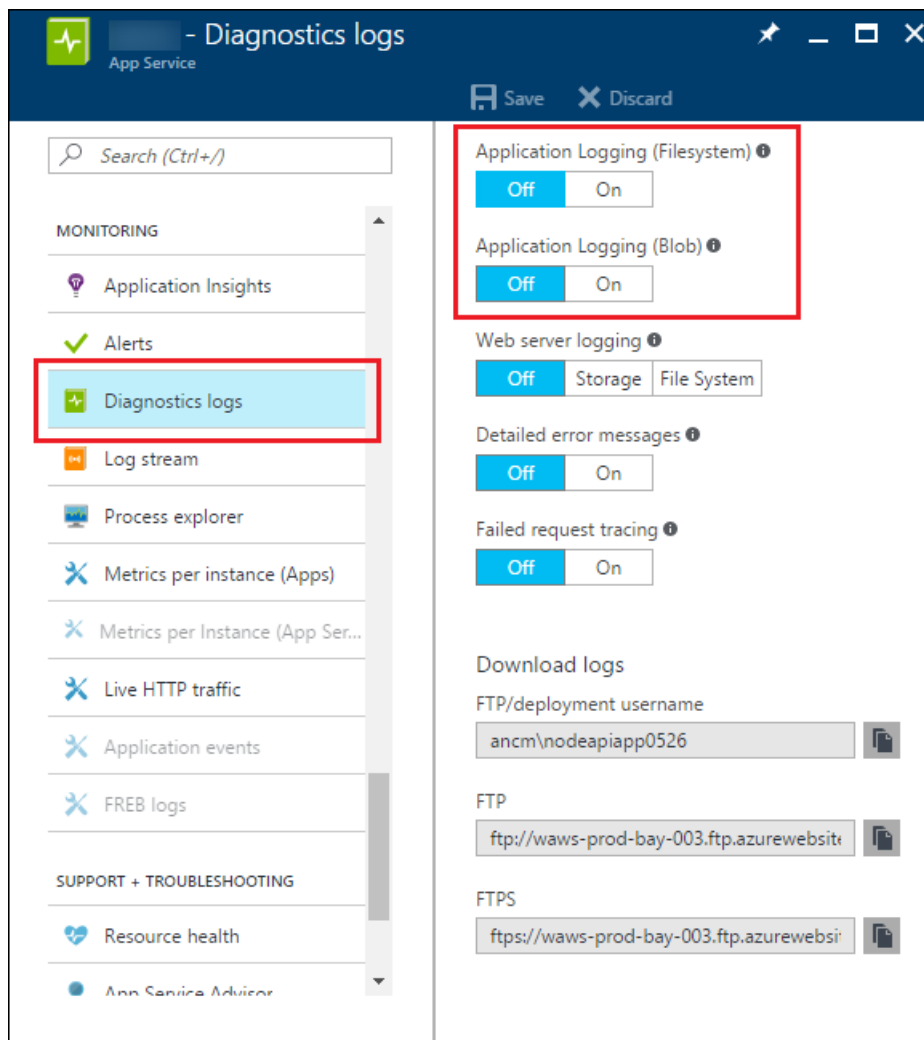 - Diagnostics logs
App Service
Save Discard
Search (Ctrl+/)
MONITORING
Application Insights
Alerts
Diagnostics logs
Log stream
Process explorer
Metrics per instance (Apps)
Metrics per Instance (App Ser...
Live HTTP traffic
Application events
FREB logs
SUPPORT + TROUBLESHOOTING
Resource health
App Service Advisor
Application Logging (Filesystem)
Off On
Application Logging (Blob)
Off On
Web server logging
Off Storage File System
Detailed error messages
Off On
Failed request tracing
Off On
Download logs
FTP/deployment username
ancm\nodeapiapp0526
FTP
ftp://waws-prod-bay-003.ftp.azurewebsite
FTPS
ftps://waws-prod-bay-003.ftp.azurewebsi